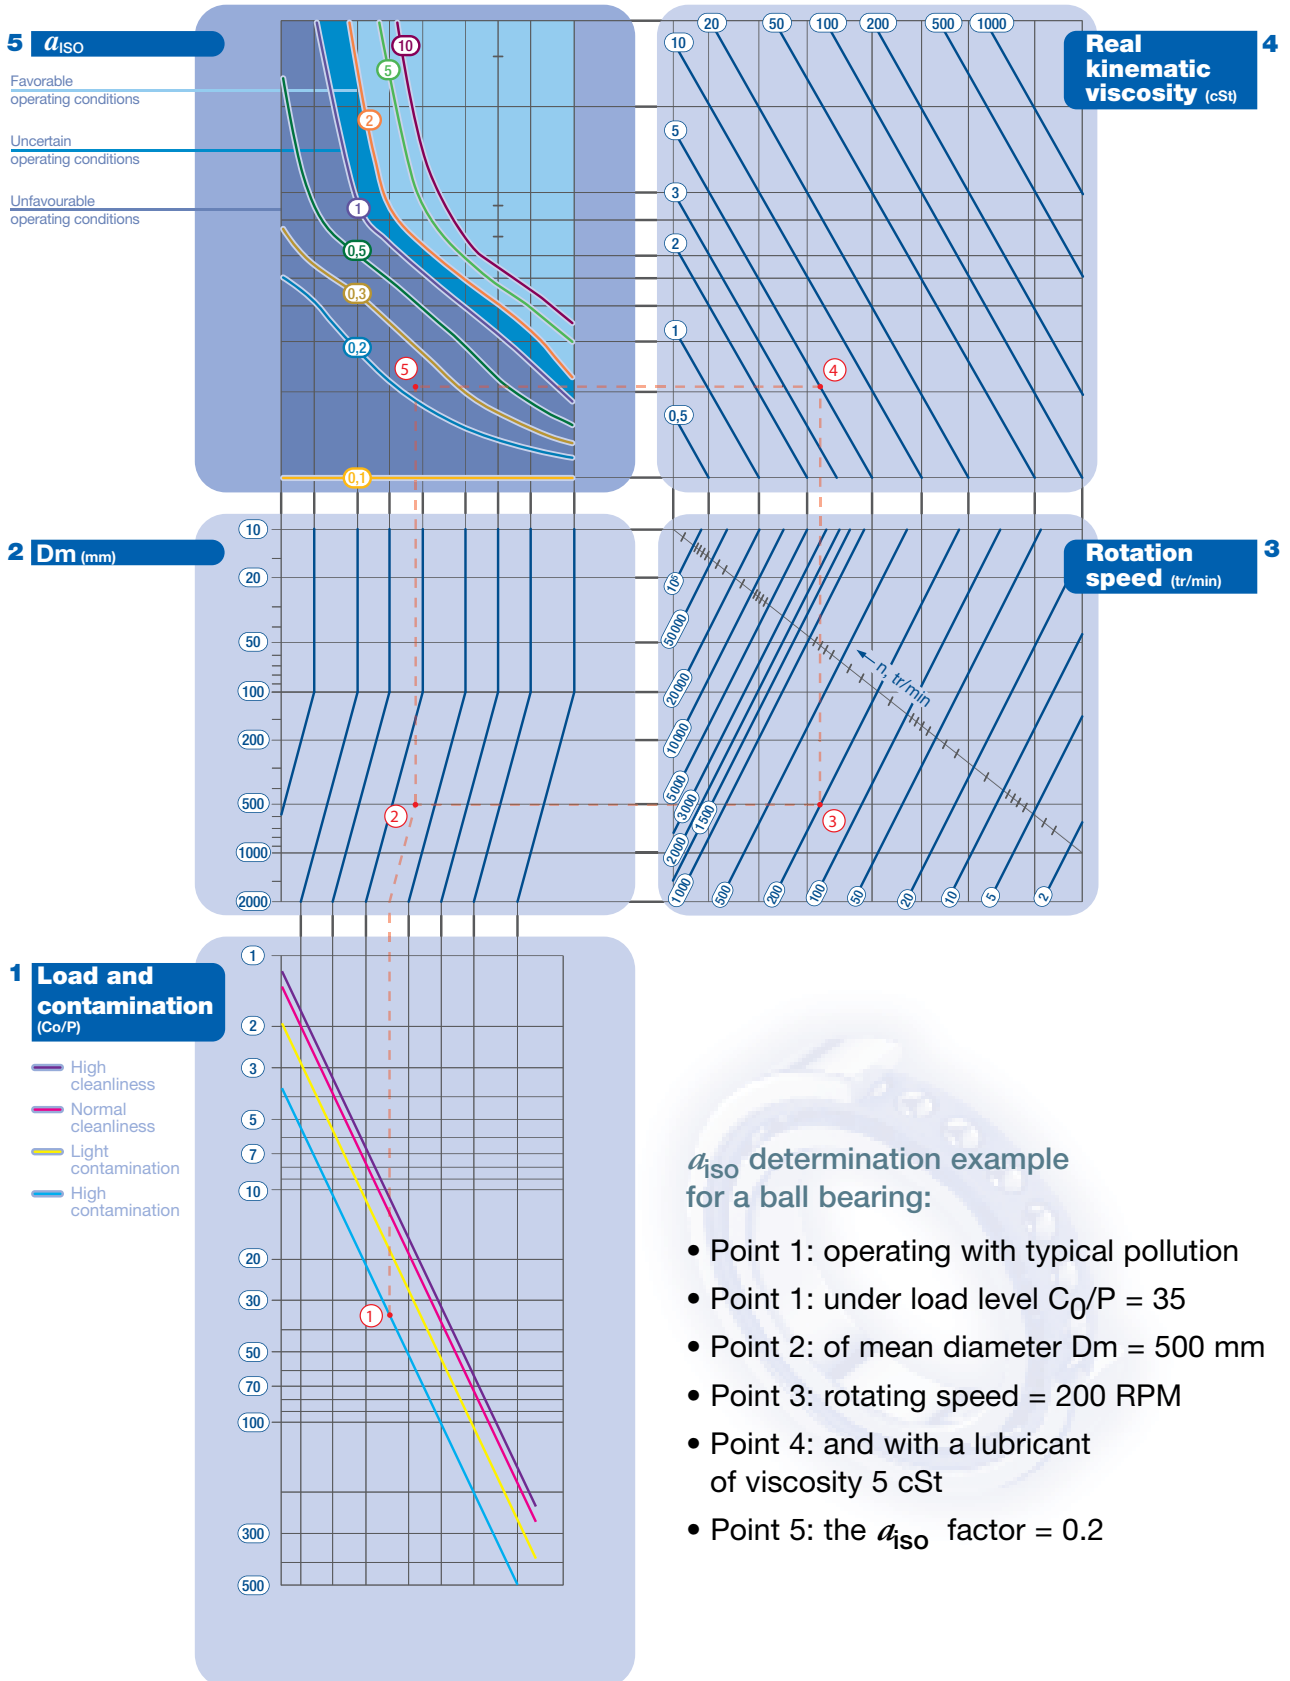 5 aISO
Favorable
operating conditions
Uncertain
operating conditions
Unfavourable
operating conditions
10
5
2
1
0,5
0,3
0,2
0,1
5
20 50 100 200 500 1000
10
5
3
2
1
0,5
4
Real
kinematic
viscosity (cSt)
4
2 Dm (mm)
10
20
50
100
200
500
1000
2000
2
Rotation
speed (tr/min)
3
10⁶
50000
20000
10000
5000
3000
2000
1500
1000
500
200
100
50
20
10
5
2
n, tr/min
3
1 Load and
contamination
(Co/P)
High
cleanliness
Normal
cleanliness
Light
contamination
High
contamination
1
2
3
5
7
10
20
30
50
70
100
300
500
1
aiso determination example
for a ball bearing:
• Point 1: operating with typical pollution
• Point 1: under load level C0/P = 35
• Point 2: of mean diameter Dm = 500 mm
• Point 3: rotating speed = 200 RPM
• Point 4: and with a lubricant
of viscosity 5 cSt
• Point 5: the aiso factor = 0.2